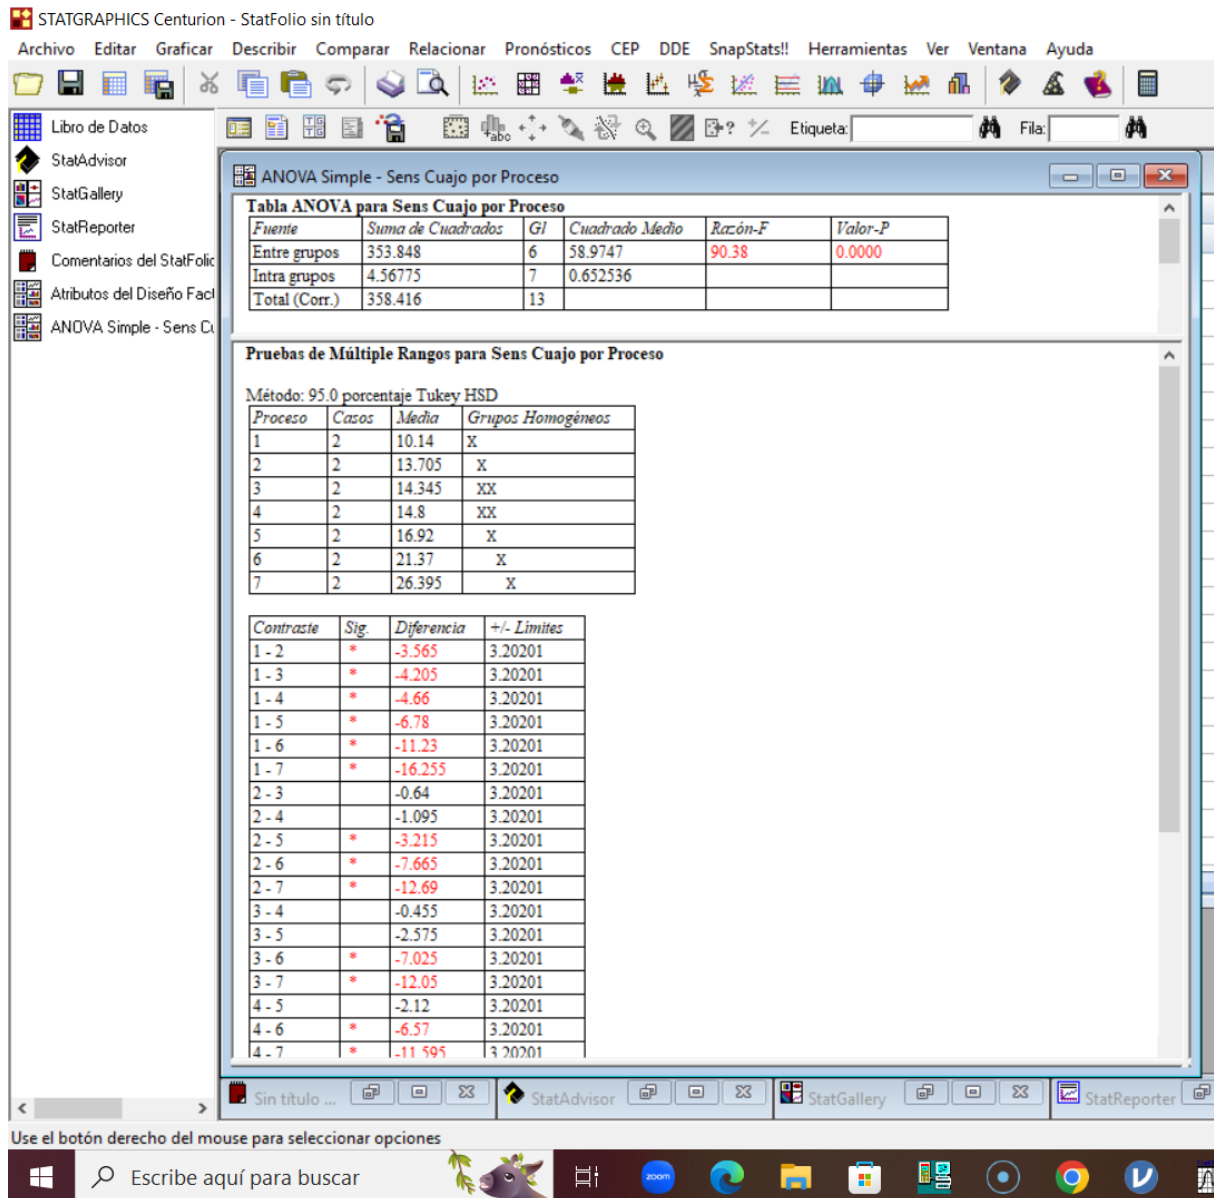 STATGRAPHICS Centurion - StatFolio sin título
Archivo Editar Graficar Describir Comparar Relacionar Pronósticos CEP DDE SnapStats!! Herramientas Ver Ventana Ayuda
Etiqueta: Fila:
Libro de Datos
StatAdvisor
StatGallery
StatReporter
Comentarios del StatFolio
Atributos del Diseño Fact
ANOVA Simple - Sens Cu
ANOVA Simple - Sens Cuajo por Proceso
Tabla ANOVA para Sens Cuajo por Proceso
Fuente Suma de Cuadrados Gl Cuadrado Medio Razón-F Valor-P
Entre grupos 353.848 6 58.9747 90.38 0.0000
Intra grupos 4.56775 7 0.652536
Total (Corr.) 358.416 13
Pruebas de Múltiple Rangos para Sens Cuajo por Proceso
Método: 95.0 porcentaje Tukey HSD
Proceso Casos Media Grupos Homogéneos
1 2 10.14 X
2 2 13.705 X
3 2 14.345 XX
4 2 14.8 XX
5 2 16.92 X
6 2 21.37 X
7 2 26.395 X
Contraste Sig. Diferencia +/- Límites
1 - 2 * -3.565 3.20201
1 - 3 * -4.205 3.20201
1 - 4 * -4.66 3.20201
1 - 5 * -6.78 3.20201
1 - 6 * -11.23 3.20201
1 - 7 * -16.255 3.20201
2 - 3 -0.64 3.20201
2 - 4 -1.095 3.20201
2 - 5 * -3.215 3.20201
2 - 6 * -7.665 3.20201
2 - 7 * -12.69 3.20201
3 - 4 -0.455 3.20201
3 - 5 -2.575 3.20201
3 - 6 * -7.025 3.20201
3 - 7 * -12.05 3.20201
4 - 5 -2.12 3.20201
4 - 6 * -6.57 3.20201
4 - 7 * -11.595 3.20201
Sin título ... StatAdvisor StatGallery StatReporter
Use el botón derecho del mouse para seleccionar opciones
Escribe aquí para buscar
zoom